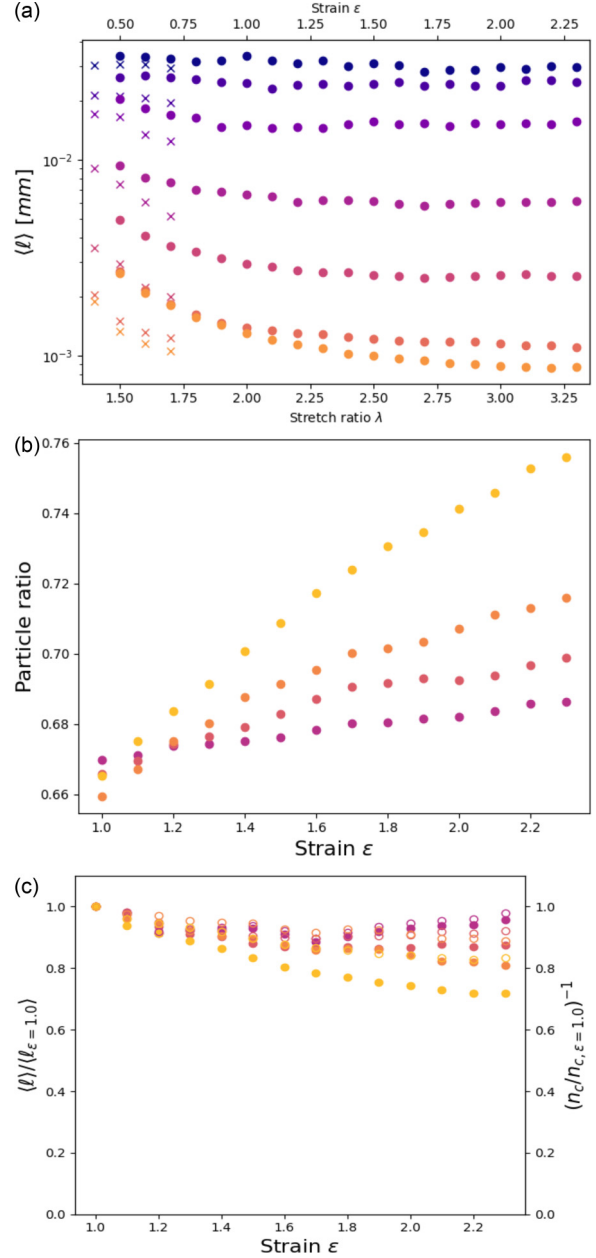 (a)
Strain ε
0.50 0.75 1.00 1.25 1.50 1.75 2.00 2.25
⟨ℓ⟩ [mm]
10⁻²
10⁻³
1.50 1.75 2.00 2.25 2.50 2.75 3.00 3.25
Stretch ratio λ
(b)
Particle ratio
0.76
0.74
0.72
0.70
0.68
0.66
1.0 1.2 1.4 1.6 1.8 2.0 2.2
Strain ε
(c)
⟨ℓ⟩/⟨ℓ_{ε = 1.0}⟩
1.0
0.8
0.6
0.4
0.2
0.0
1.0
0.8
0.6
0.4
0.2
0.0
(n_c/n_{c, ε = 1.0})⁻¹
1.0 1.2 1.4 1.6 1.8 2.0 2.2
Strain ε